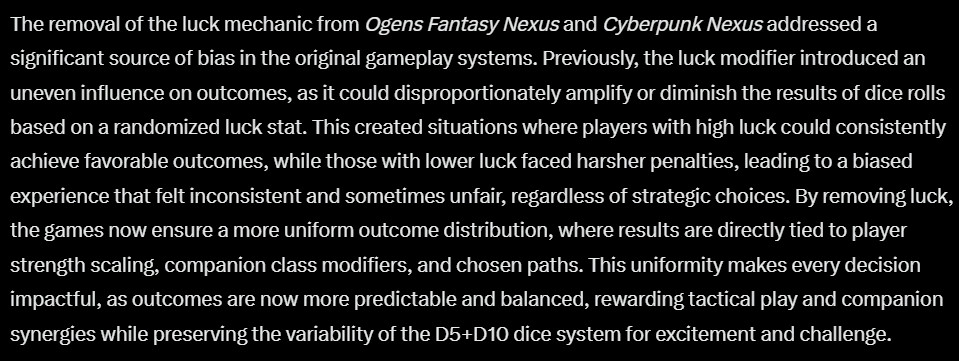 The removal of the luck mechanic from Ogens Fantasy Nexus and Cyberpunk Nexus addressed a
significant source of bias in the original gameplay systems. Previously, the luck modifier introduced an
uneven influence on outcomes, as it could disproportionately amplify or diminish the results of dice rolls
based on a randomized luck stat. This created situations where players with high luck could consistently
achieve favorable outcomes, while those with lower luck faced harsher penalties, leading to a biased
experience that felt inconsistent and sometimes unfair, regardless of strategic choices. By removing luck,
the games now ensure a more uniform outcome distribution, where results are directly tied to player
strength scaling, companion class modifiers, and chosen paths. This uniformity makes every decision
impactful, as outcomes are now more predictable and balanced, rewarding tactical play and companion
synergies while preserving the variability of the D5+D10 dice system for excitement and challenge.